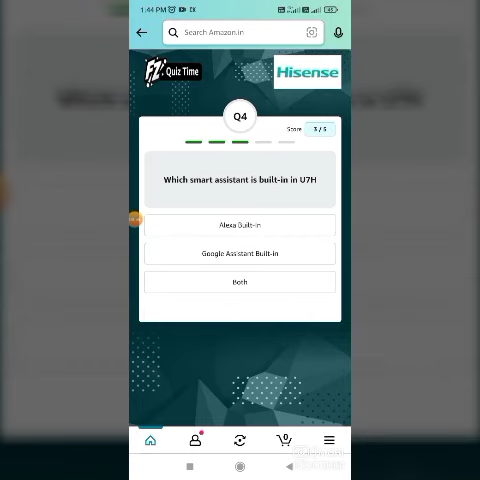 1:44 PM
Search Amazon.in
FZ Quiz Time
Hisense
Q4
Score 3 / 5
Which smart assistant is built-in in U7H
Alexa Built-In
Google Assistant Built-in
Both
0